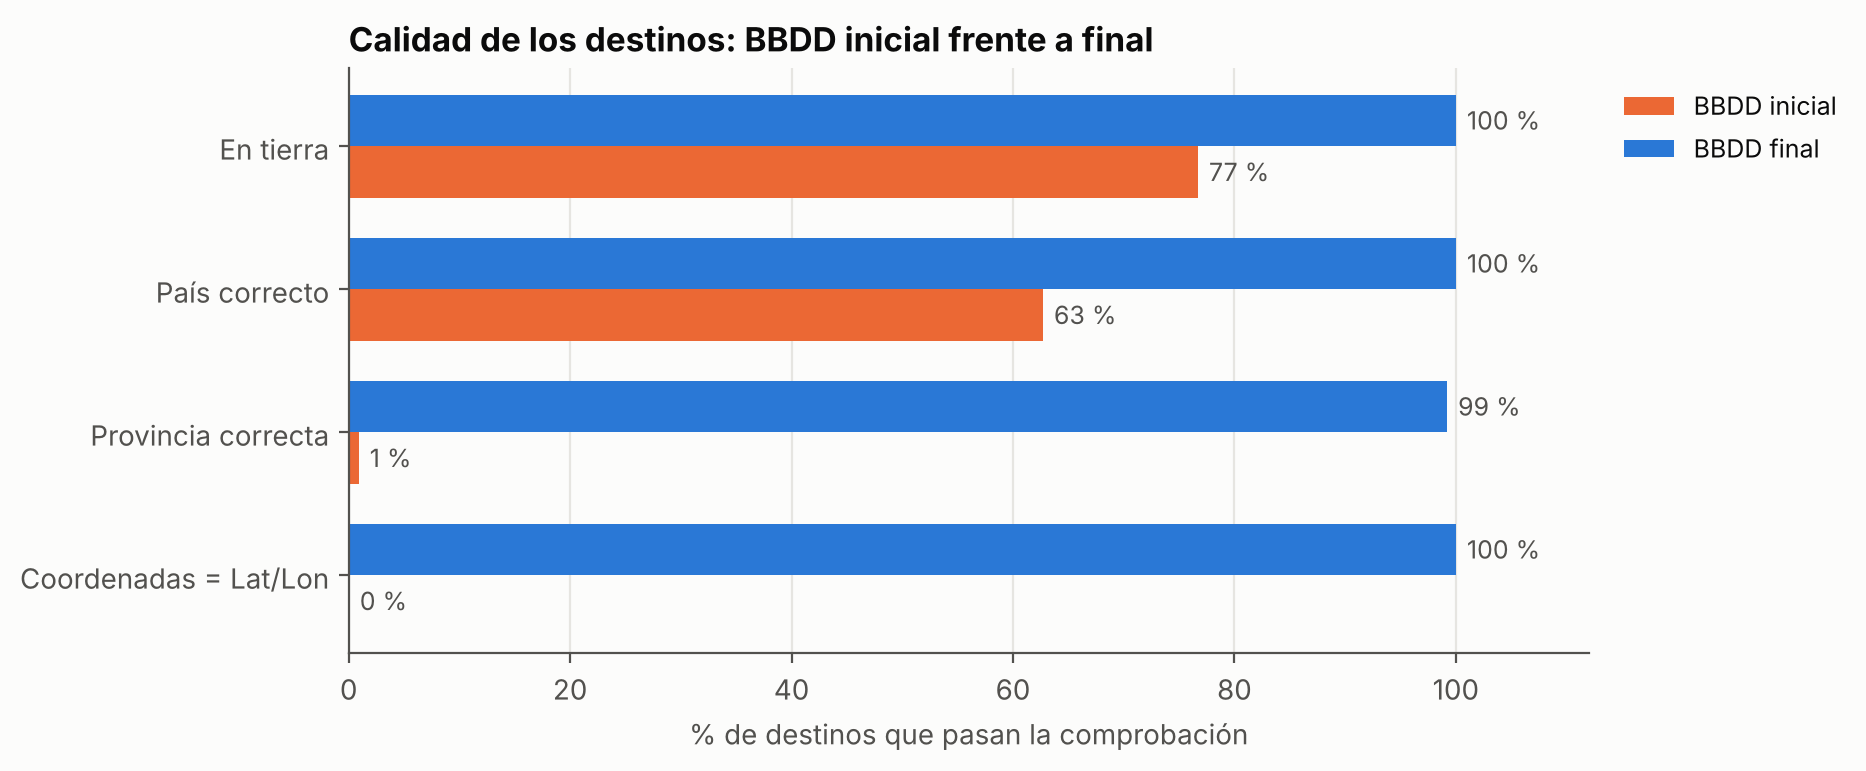 Calidad de los destinos: BBDD inicial frente a final
BBDD inicial
BBDD final
En tierra
100 %
77 %
País correcto
100 %
63 %
Provincia correcta
99 %
1 %
Coordenadas = Lat/Lon
100 %
0 %
0 20 40 60 80 100
% de destinos que pasan la comprobación